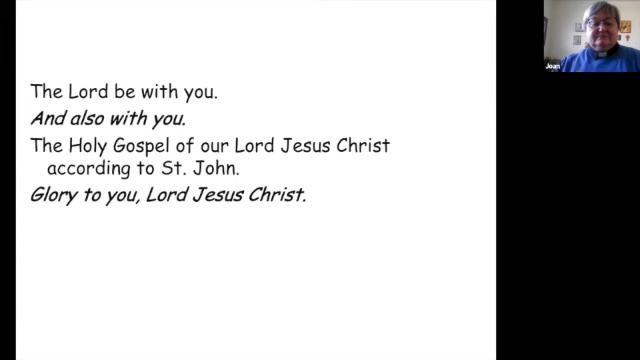 The Lord be with you.
And also with you.
The Holy Gospel of our Lord Jesus Christ
according to St. John.
Glory to you, Lord Jesus Christ.
Joan